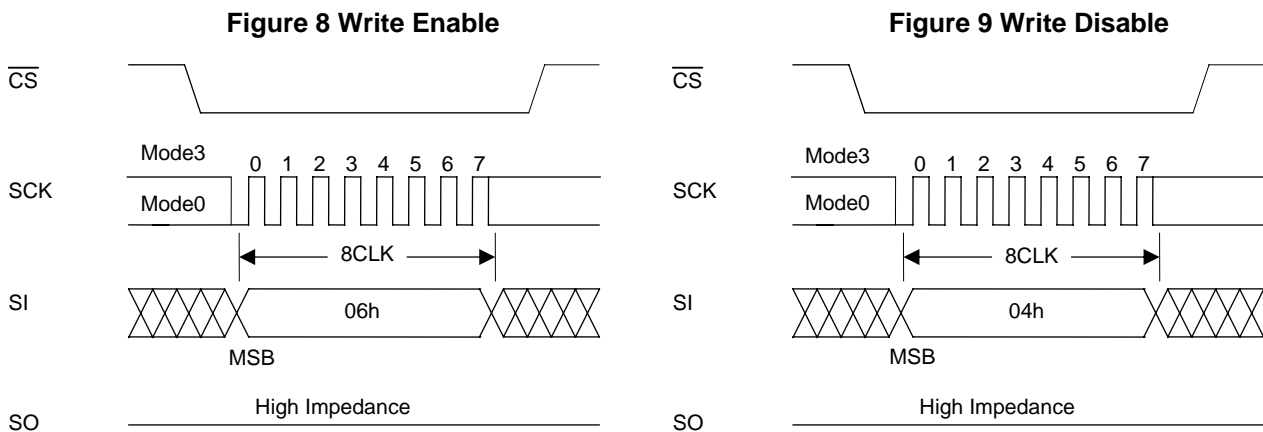 Figure 8 Write Enable
CS
Mode3
0 1 2 3 4 5 6 7
SCK
Mode0
8CLK
SI
06h
MSB
High Impedance
SO
Figure 9 Write Disable
CS
Mode3
0 1 2 3 4 5 6 7
SCK
Mode0
8CLK
SI
04h
MSB
High Impedance
SO